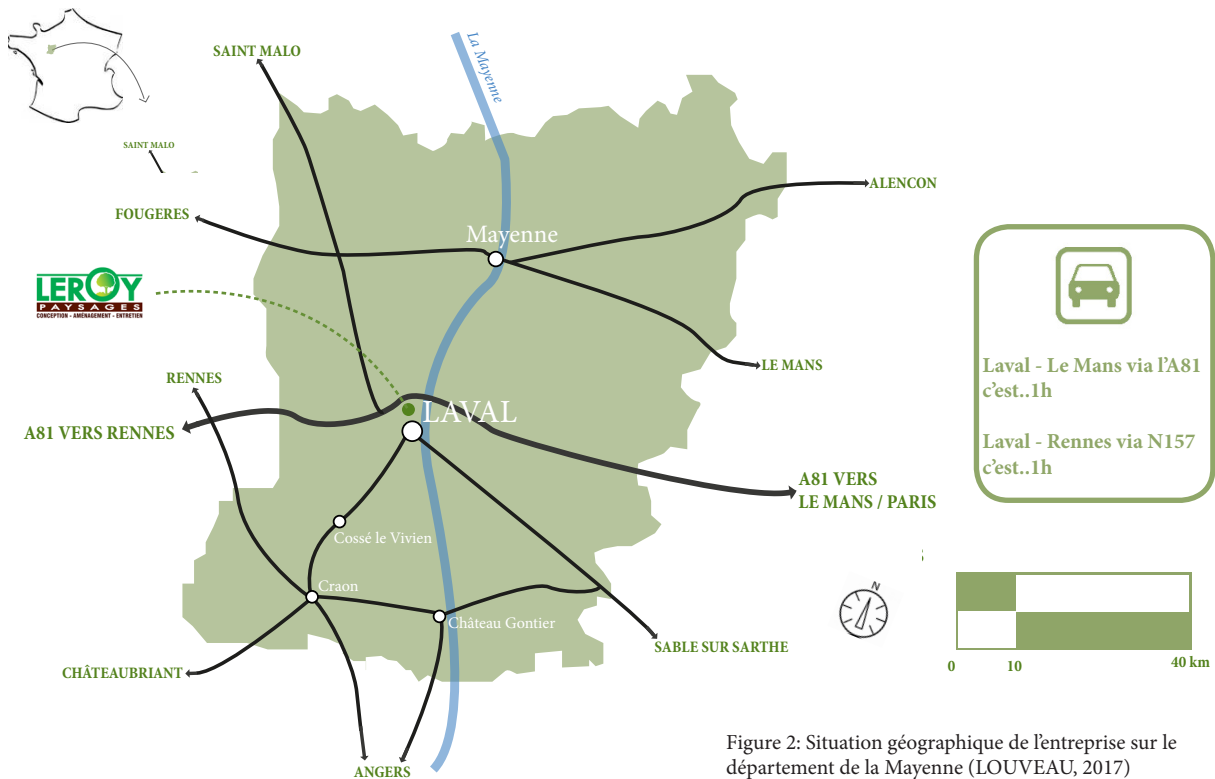 SAINT MALO
La Mayenne
SAINT MALO
ALENCON
FOUGERES
Mayenne
LEROY
PAYSAGES
CONCEPTION - AMÉNAGEMENT - ENTRETIEN
LE MANS
RENNES
Laval - Le Mans via l'A81
c'est..1h
Laval - Rennes via N157
c'est..1h
LAVAL
A81 VERS RENNES
A81 VERS
LE MANS / PARIS
Cossé le Vivien
Craon
N
Château Gontier
SABLE SUR SARTHE
CHÂTEAUBRIANT
0 10 40 km
ANGERS
Figure 2: Situation géographique de l'entreprise sur le
département de la Mayenne (LOUVEAU, 2017)